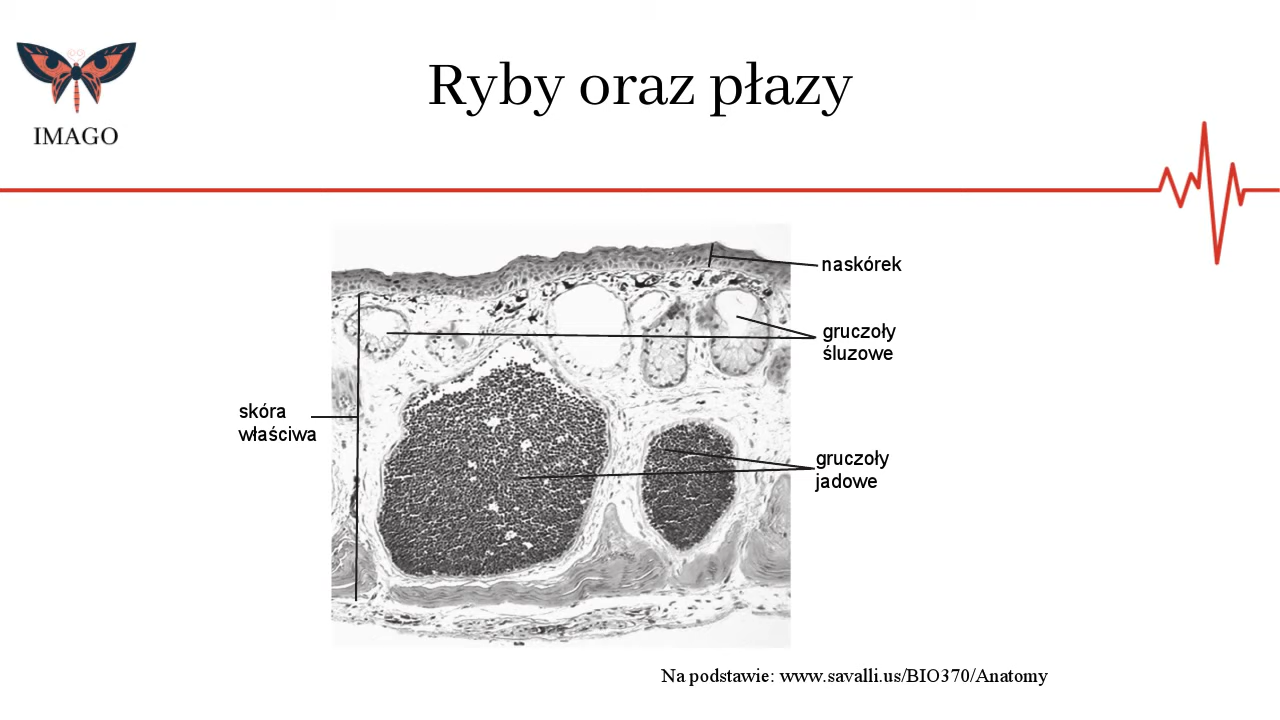 Ryby oraz płazy
IMAGO
naskórek
gruczoły
śluzowe
skóra
właściwa
gruczoły
jadowe
Na podstawie: www.savalli.us/BIO370/Anatomy